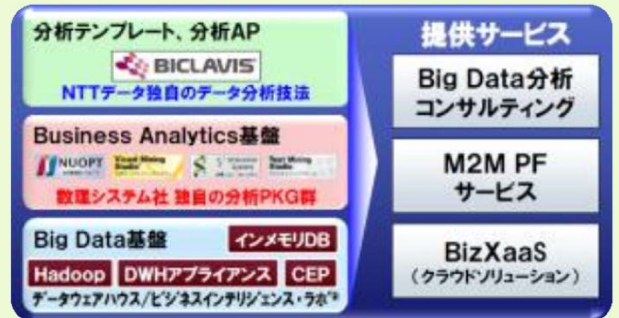 分析テンプレート、分析AP
BICLAVIS
NTTデータ独自のデータ分析技法
Business Analytics基盤
NUOPT Visual Mining Studio Text Mining Studio
数理システム社 独自の分析PKG群
Big Data基盤
インメモリDB
Hadoop DWHアプライアンス CEP
データウェアハウス/ビジネスインテリジェンス・ラボ®
提供サービス
Big Data分析
コンサルティング
M2M PF
サービス
BizXaaS
(クラウドソリューション)